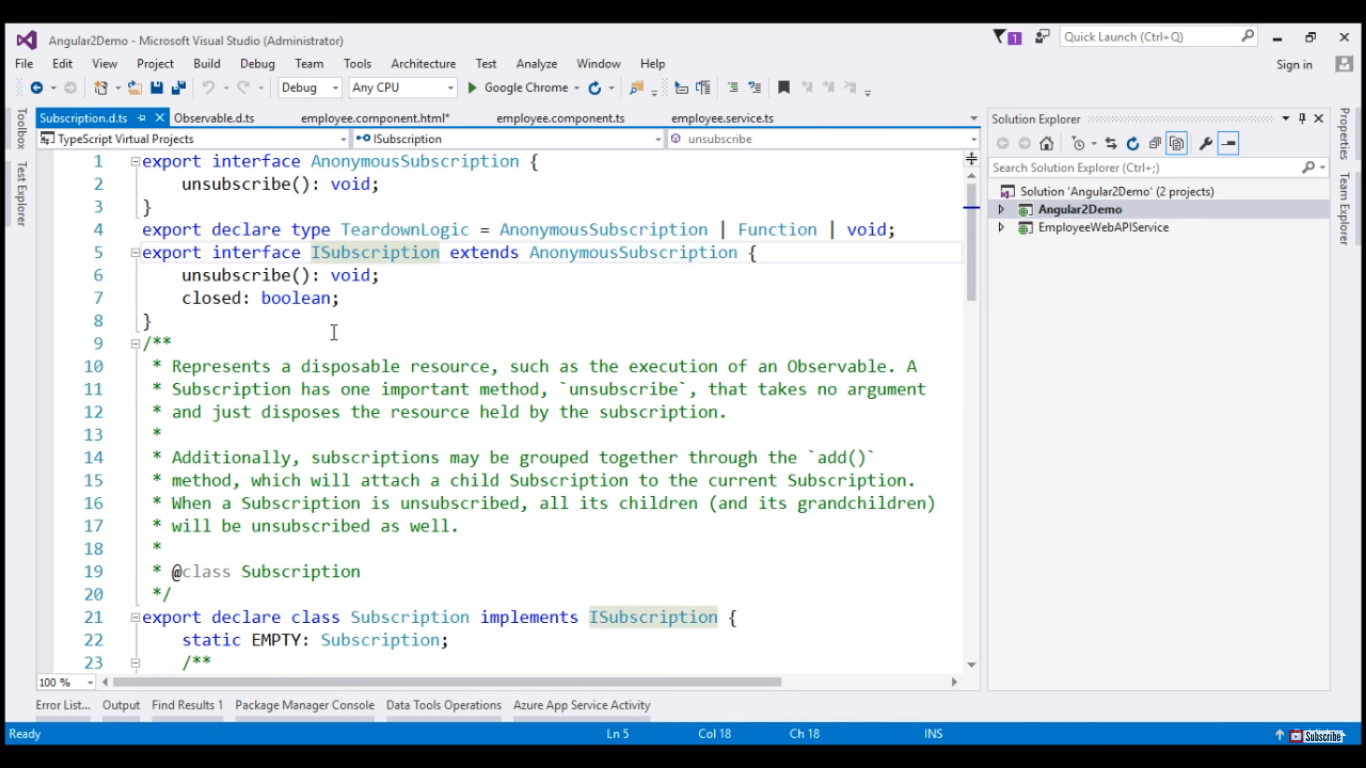 Angular2Demo - Microsoft Visual Studio (Administrator)
1
Quick Launch (Ctrl+Q)
File Edit View Project Build Debug Team Tools Architecture Test Analyze Window Help
Sign in
Debug Any CPU Google Chrome
Subscription.d.ts Observable.d.ts employee.component.html* employee.component.ts employee.service.ts
TypeScript Virtual Projects ISubscription unsubscribe
Toolbox
Test Explorer
1 export interface AnonymousSubscription {
2 unsubscribe(): void;
3 }
4 export declare type TeardownLogic = AnonymousSubscription | Function | void;
5 export interface ISubscription extends AnonymousSubscription {
6 unsubscribe(): void;
7 closed: boolean;
8 }
9 /**
10 * Represents a disposable resource, such as the execution of an Observable. A
11 * Subscription has one important method, `unsubscribe`, that takes no argument
12 * and just disposes the resource held by the subscription.
13 *
14 * Additionally, subscriptions may be grouped together through the `add()`
15 * method, which will attach a child Subscription to the current Subscription.
16 * When a Subscription is unsubscribed, all its children (and its grandchildren)
17 * will be unsubscribed as well.
18 *
19 * @class Subscription
20 */
21 export declare class Subscription implements ISubscription {
22 static EMPTY: Subscription;
23 /**
100 %
Solution Explorer
Search Solution Explorer (Ctrl+;)
Solution 'Angular2Demo' (2 projects)
Angular2Demo
EmployeeWebAPIService
Properties
Team Explorer
Error List... Output Find Results 1 Package Manager Console Data Tools Operations Azure App Service Activity
Ready Ln 5 Col 18 Ch 18 INS
Subscribe